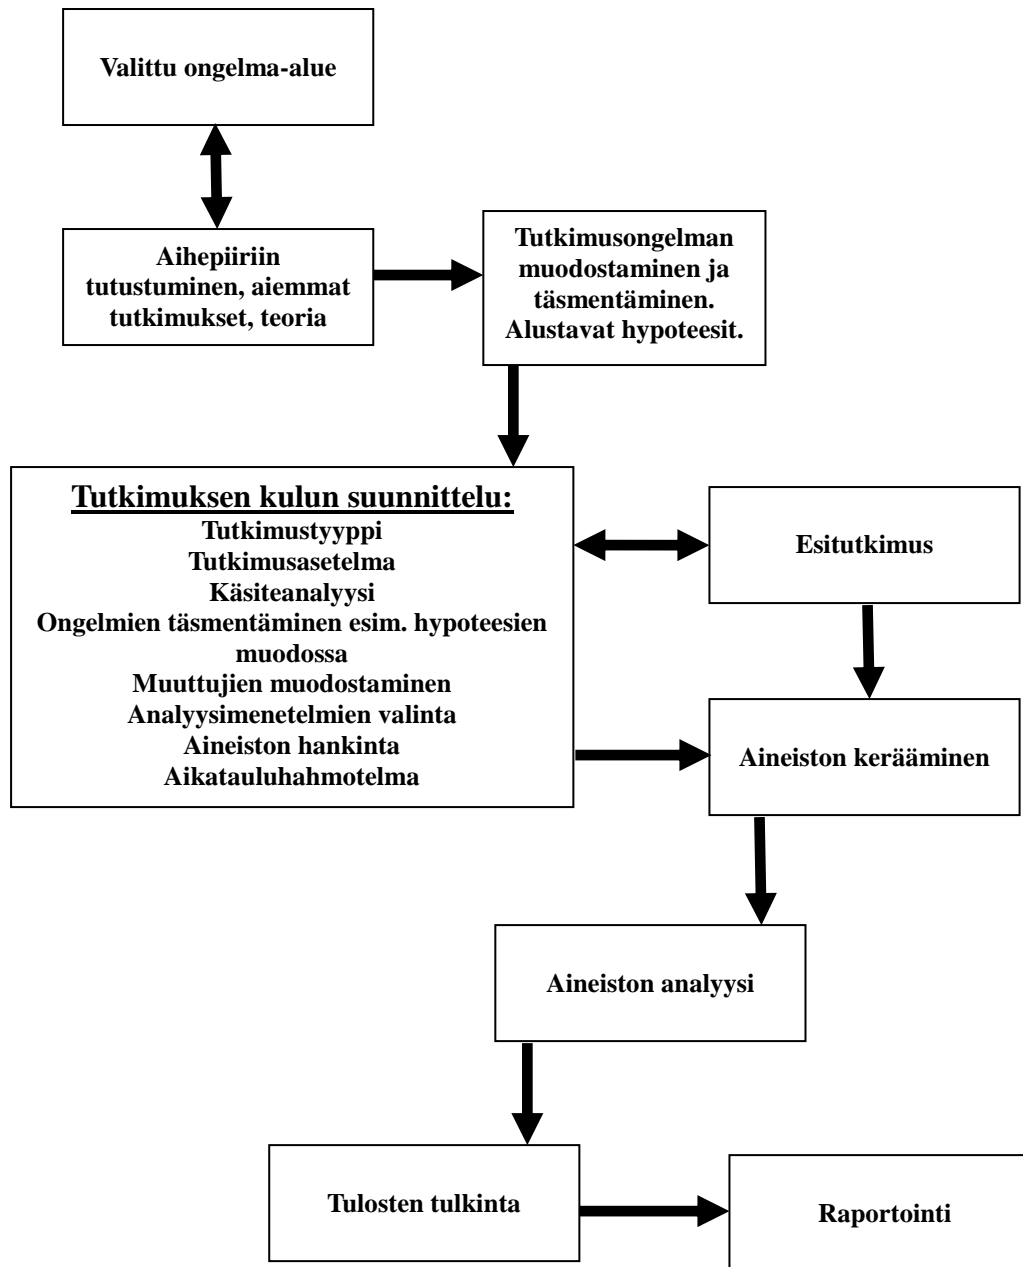 Valittu ongelma-alue
Aihepiiriin
tutustuminen, aiemmat
tutkimukset, teoria
Tutkimusongelman
muodostaminen ja
täsmentäminen.
Alustavat hypoteesit.
Tutkimuksen kulun suunnittelu:
Tutkimustyyppi
Tutkimusasetelma
Käsiteanalyysi
Ongelmien täsmentäminen esim. hypoteesien
muodossa
Muuttujien muodostaminen
Analyysimenetelmien valinta
Aineiston hankinta
Aikatauluhahmotelma
Esitutkimus
Aineiston kerääminen
Aineiston analyysi
Tulosten tulkinta
Raportointi